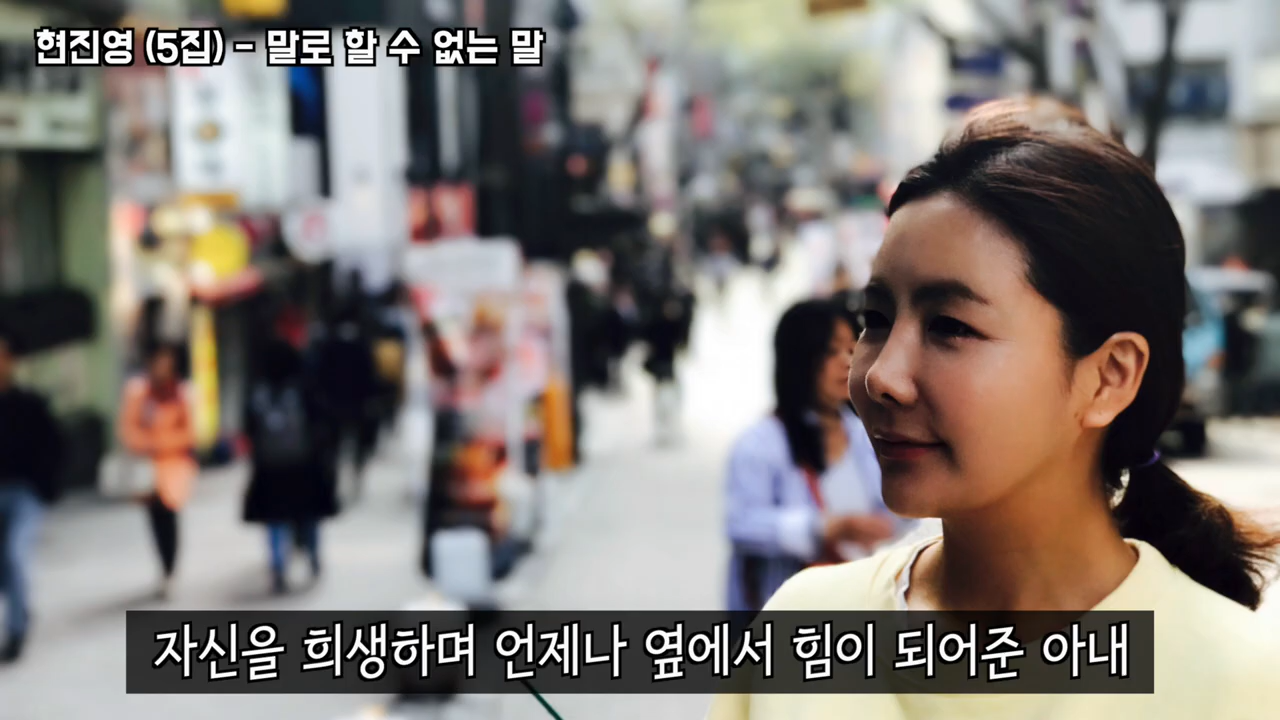 현진영 (5집) - 말로 할 수 없는 말
자신을 희생하며 언제나 옆에서 힘이 되어준 아내